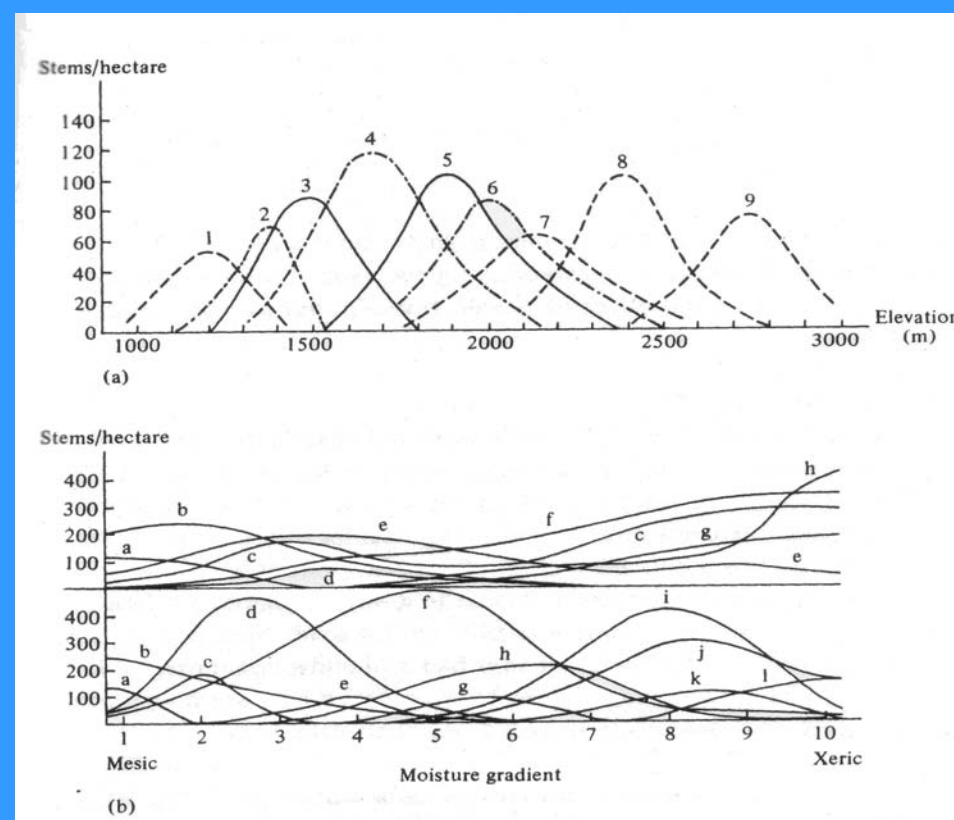 Stems/hectare
140
120
100
80
60
40
20
0
1
2
3
4
5
6
7
8
9
1000
1500
2000
2500
3000
Elevation
(m)
(a)
Stems/hectare
400
300
200
100
a
b
c
d
e
f
c
g
h
e
400
300
200
100
a
b
c
d
e
f
g
h
i
j
k
l
1 2 3 4 5 6 7 8 9 10
Mesic
Moisture gradient
Xeric
(b)